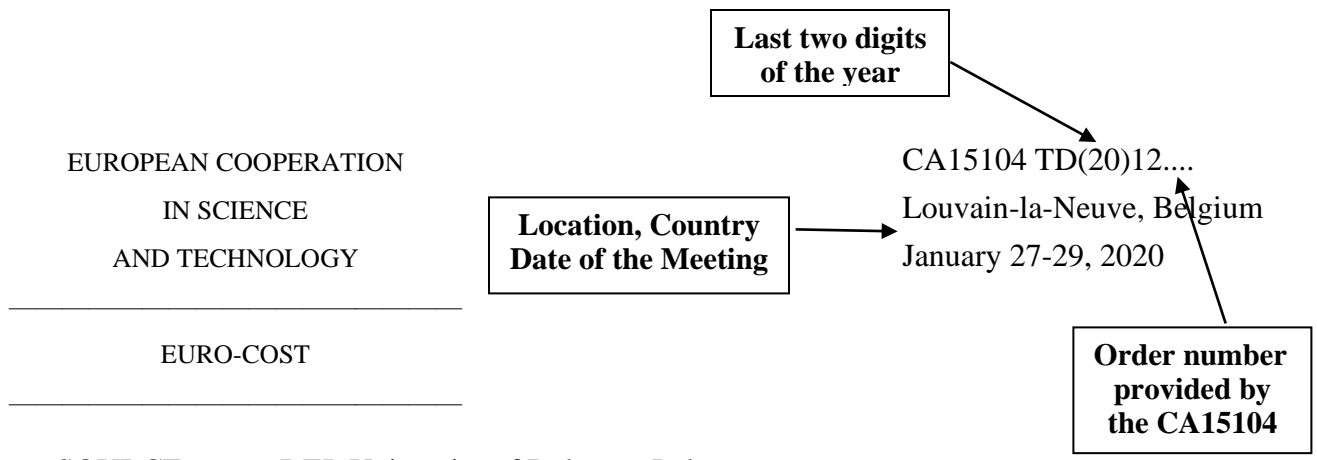 Last two digits
of the year
EUROPEAN COOPERATION
IN SCIENCE
AND TECHNOLOGY
CA15104 TD(20)12....
Louvain-la-Neuve, Belgium
January 27-29, 2020
Location, Country
Date of the Meeting
EURO-COST
Order number
provided by
the CA15104